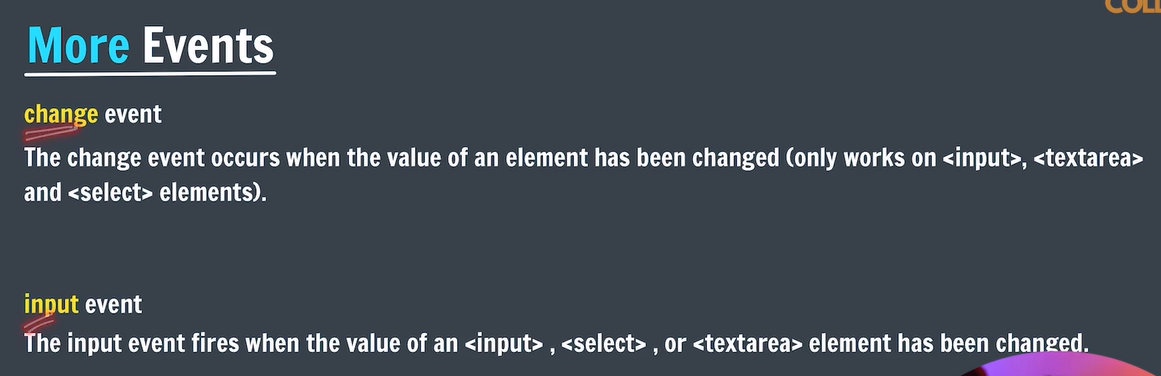 COLL
More Events
change event
The change event occurs when the value of an element has been changed (only works on <input>, <textarea>
and <select> elements).
input event
The input event fires when the value of an <input> , <select> , or <textarea> element has been changed.